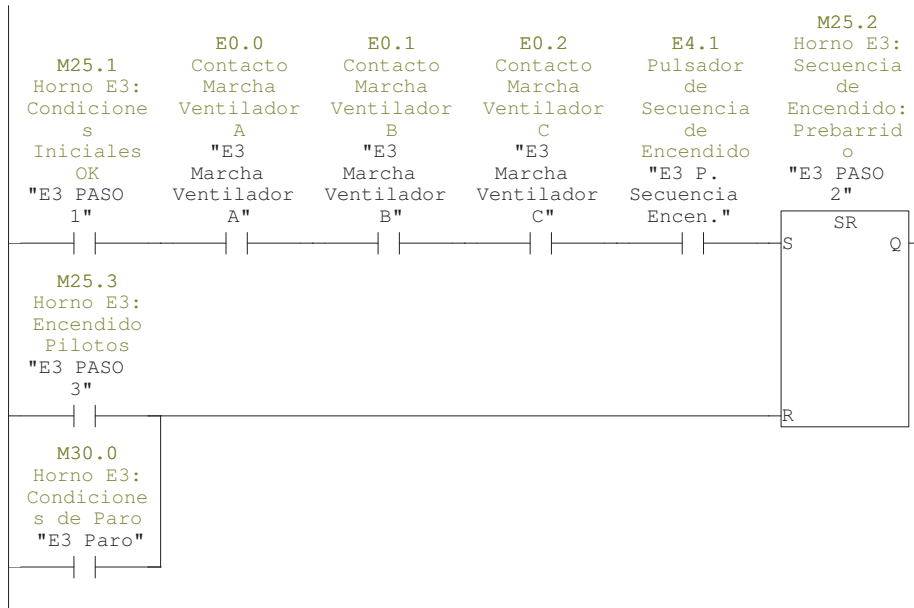 M25.1
Horno E3:
Condicione
s
Iniciales
OK
"E3 PASO
1"
E0.0
Contacto
Marcha
Ventilador
A
"E3
Marcha
Ventilador
A"
E0.1
Contacto
Marcha
Ventilador
B
"E3
Marcha
Ventilador
B"
E0.2
Contacto
Marcha
Ventilador
C
"E3
Marcha
Ventilador
C"
E4.1
Pulsador
de
Secuencia
de
Encendido
"E3 P.
Secuencia
Encen."
M25.2
Horno E3:
Secuencia
de
Encendido:
Prebarrid
o
"E3 PASO
2"
SR
S
Q
M25.3
Horno E3:
Encendido
Pilotos
"E3 PASO
3"
R
M30.0
Horno E3:
Condicione
s de Paro
"E3 Paro"